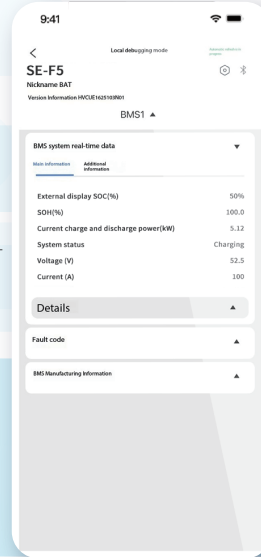 9:41
Local debugging mode
SE-F5
Nickname BAT
Version Information HVCUE1625103N01
BMS1
BMS system real-time data
Main information
Additional information
External display SOC(%) 50%
SOH(%) 100.0
Current charge and discharge power(kW) 5.12
System status Charging
Voltage (V) 52.5
Current (A) 100
Details
Fault code
BMS Manufacturing Information